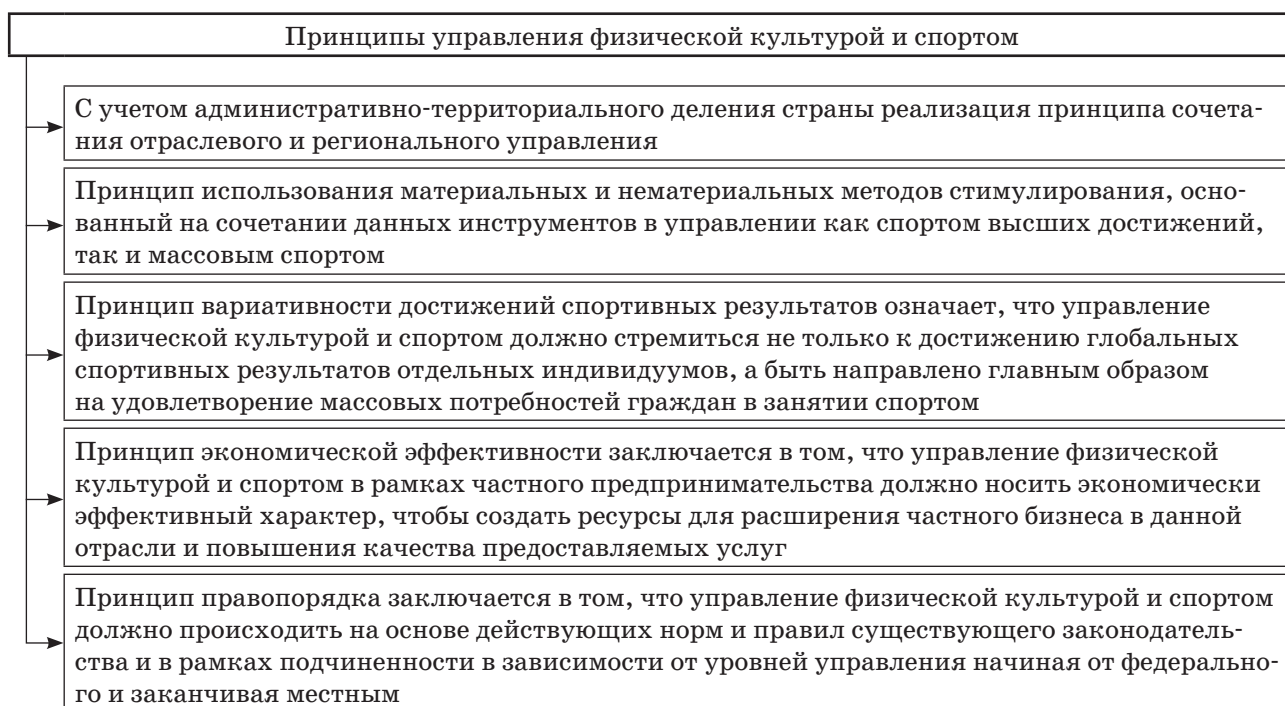 Принципы управления физической культурой и спортом
С учетом административно-территориального деления страны реализация принципа сочета-
ния отраслевого и регионального управления
Принцип использования материальных и нематериальных методов стимулирования, осно-
ванный на сочетании данных инструментов в управлении как спортом высших достижений,
так и массовым спортом
Принцип вариативности достижений спортивных результатов означает, что управление
физической культурой и спортом должно стремиться не только к достижению глобальных
спортивных результатов отдельных индивидуумов, а быть направлено главным образом
на удовлетворение массовых потребностей граждан в занятии спортом
Принцип экономической эффективности заключается в том, что управление физической
культурой и спортом в рамках частного предпринимательства должно носить экономически
эффективный характер, чтобы создать ресурсы для расширения частного бизнеса в данной
отрасли и повышения качества предоставляемых услуг
Принцип правопорядка заключается в том, что управление физической культурой и спортом
должно происходить на основе действующих норм и правил существующего законодатель-
ства и в рамках подчиненности в зависимости от уровней управления начиная от федерально-
го и заканчивая местным